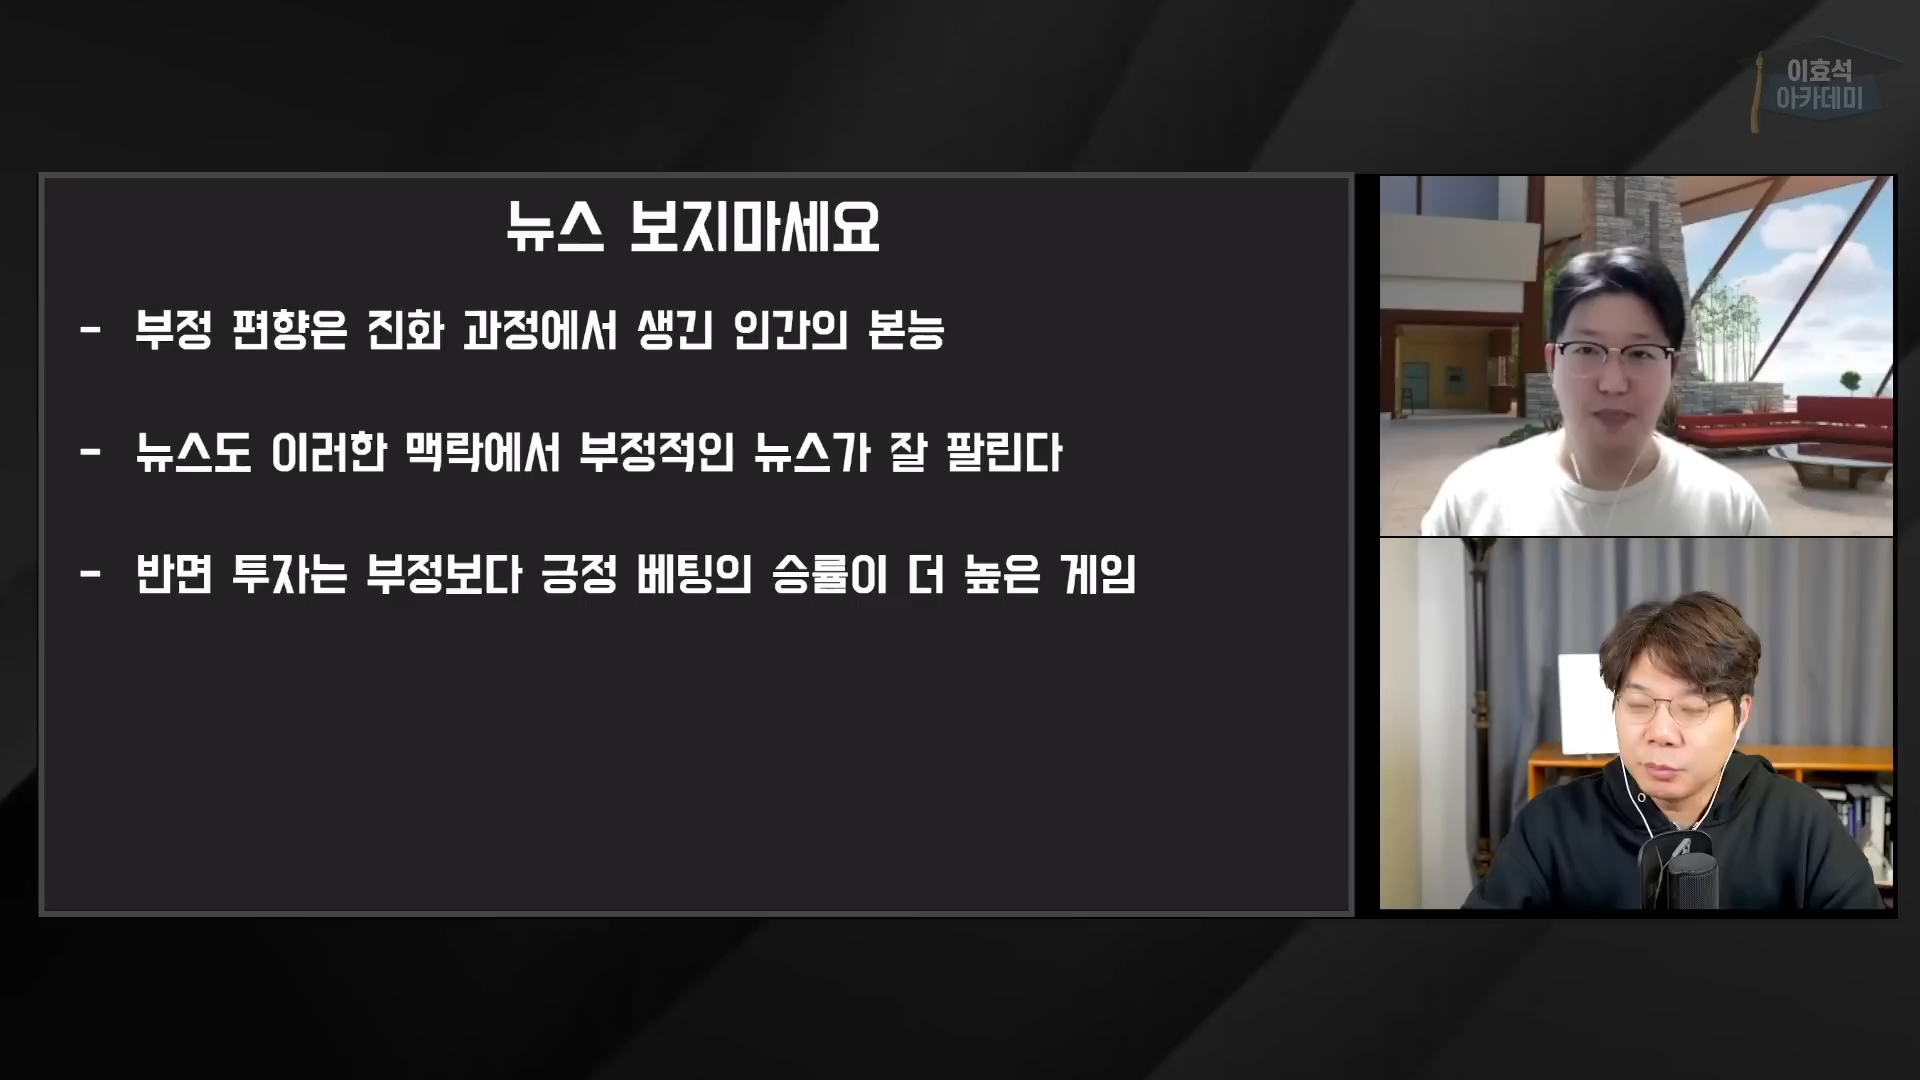 이효석
아카데미
뉴스 보지마세요
- 부정 편향은 진화 과정에서 생긴 인간의 본능
- 뉴스도 이러한 맥락에서 부정적인 뉴스가 잘 팔린다
- 반면 투자는 부정보다 긍정 베팅의 승률이 더 높은 게임